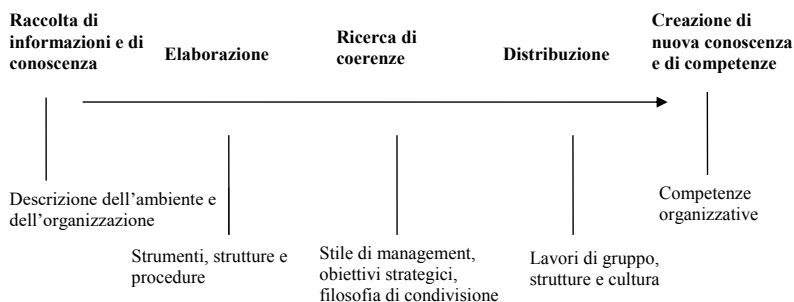 Raccolta di
informazioni e di
conoscenza
Elaborazione
Ricerca di
coerenze
Distribuzione
Creazione di
nuova conoscenza
e di competenze
Descrizione dell’ambiente e
dell’organizzazione
Strumenti, strutture e
procedure
Stile di management,
obiettivi strategici,
filosofia di condivisione
Lavori di gruppo,
strutture e cultura
Competenze
organizzative